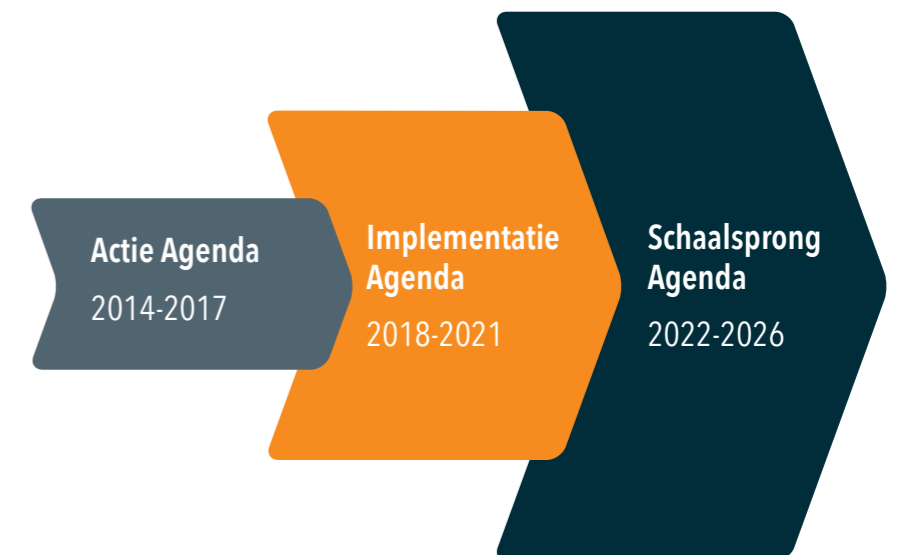 Actie Agenda
2014-2017
Implementatie
Agenda
2018-2021
Schaalsprong
Agenda
2022-2026